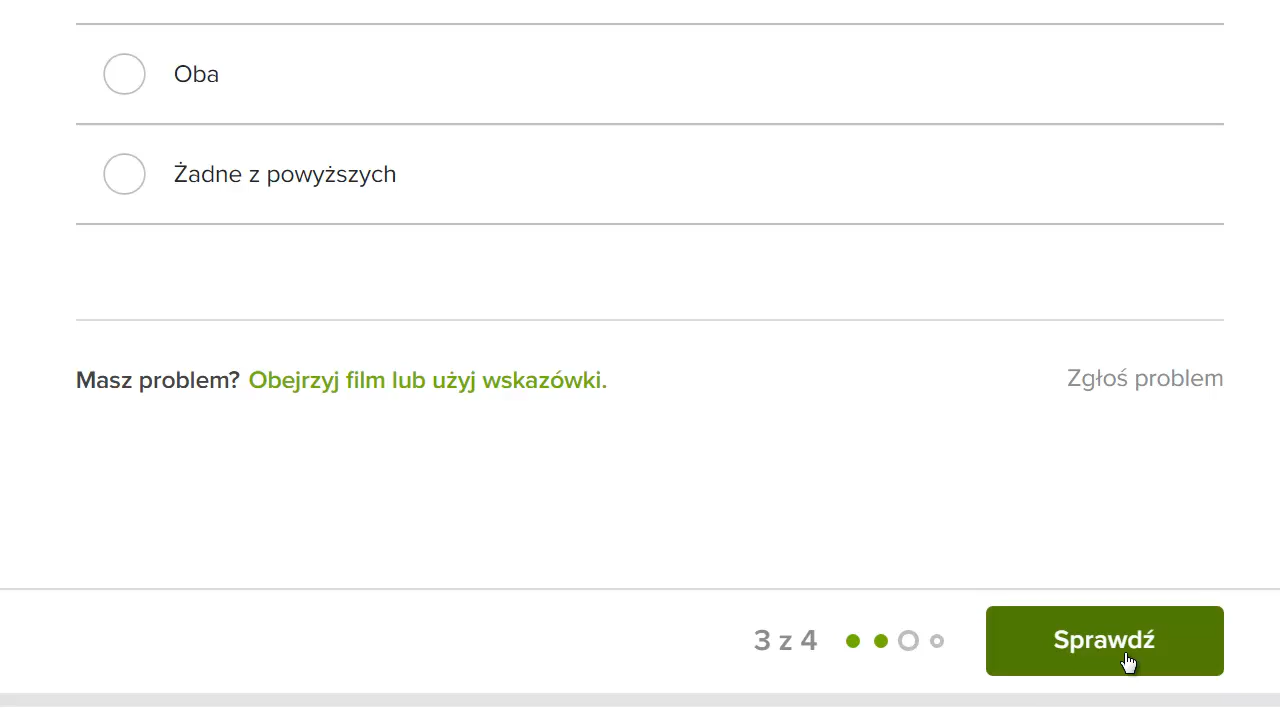 Oba
Żadne z powyższych
Masz problem? Obejrzyj film lub użyj wskazówki.
Zgłoś problem
3 z 4
Sprawdź